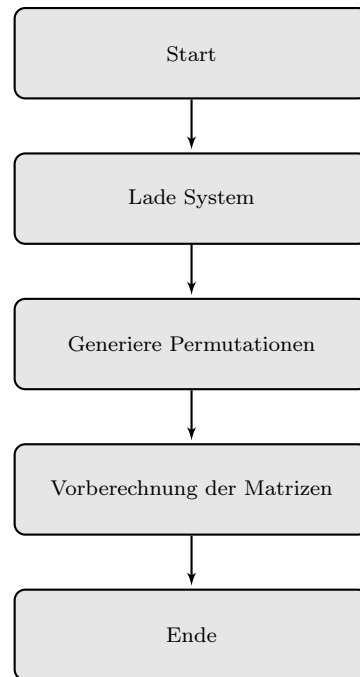 Start
Lade System
Generiere Permutationen
Vorberechnung der Matrizen
Ende